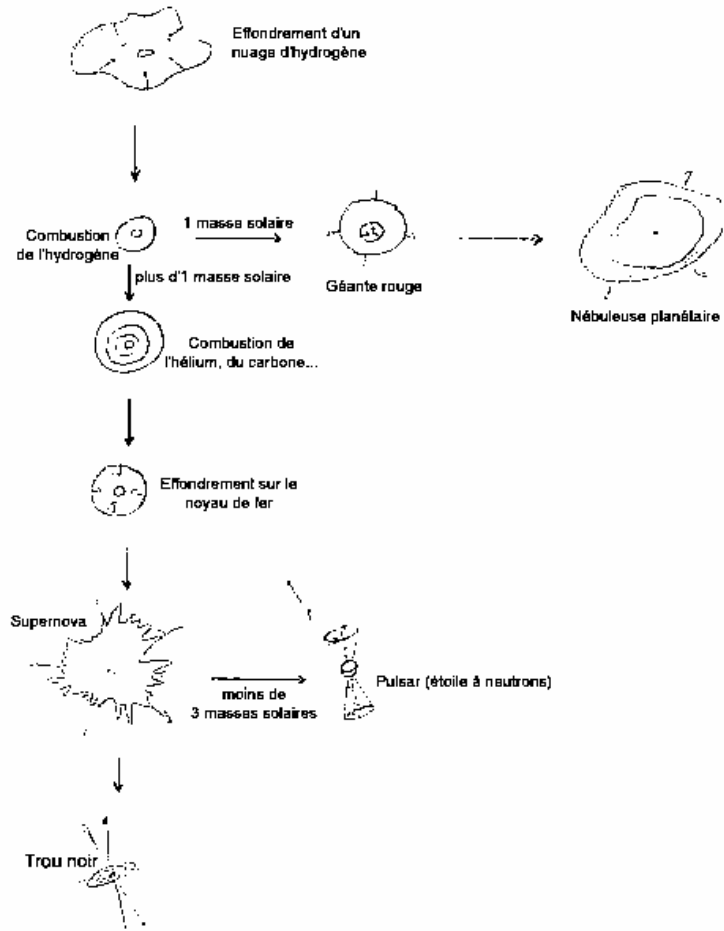 Effondrement d'un
nuage d'hydrogène
1 masse solaire
Combustion
de l'hydrogène
plus d'1 masse solaire
Géante rouge
Nébuleuse planétaire
Combustion de
l'hélium, du carbone...
Effondrement sur le
noyau de fer
Supernova
moins de
3 masses solaires
Pulsar (étoile à neutrons)
Trou noir